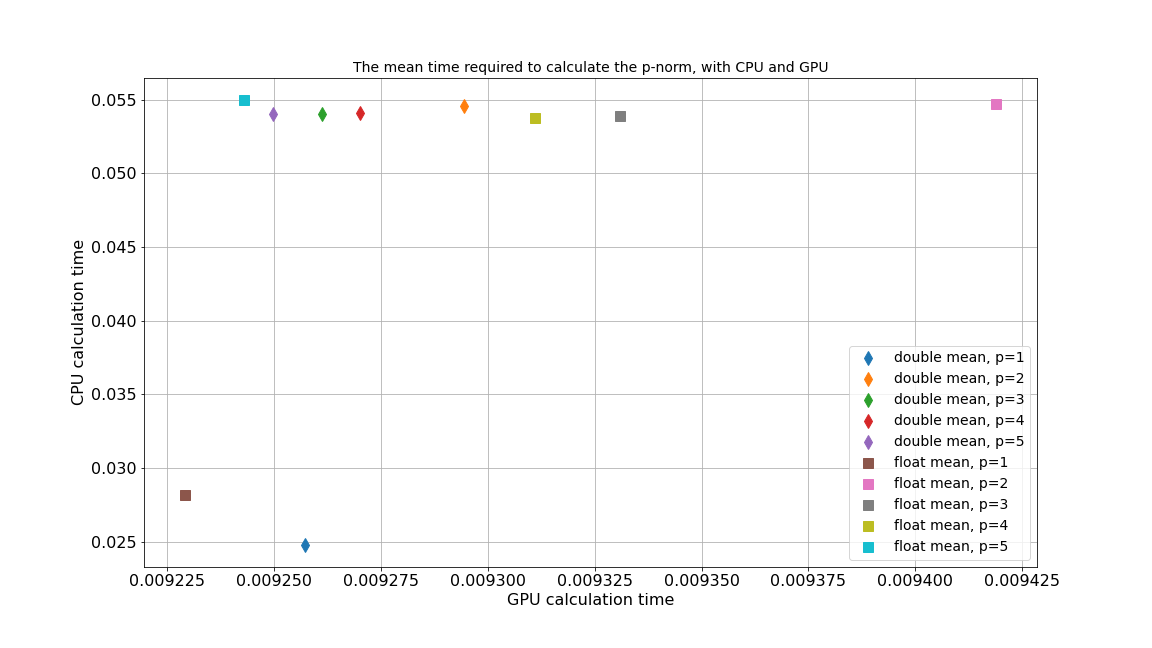 The mean time required to calculate the p-norm, with CPU and GPU
CPU calculation time
0.055
0.050
0.045
0.040
0.035
0.030
0.025
double mean, p=1
double mean, p=2
double mean, p=3
double mean, p=4
double mean, p=5
float mean, p=1
float mean, p=2
float mean, p=3
float mean, p=4
float mean, p=5
0.009225 0.009250 0.009275 0.009300 0.009325 0.009350 0.009375 0.009400 0.009425
GPU calculation time